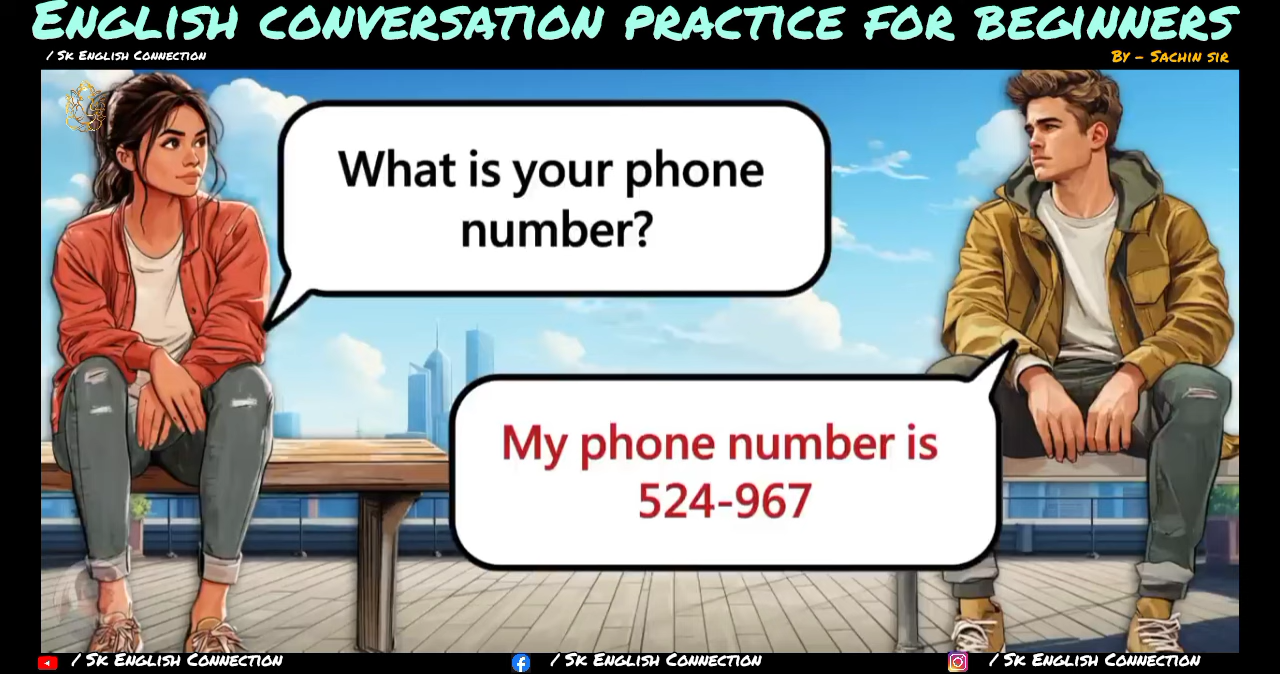 English conversation practice for beginners
/ Sk English Connection
By - Sachin sir
What is your phone
number?
My phone number is
524-967
/ Sk English Connection
/ Sk English Connection
/ Sk English Connection